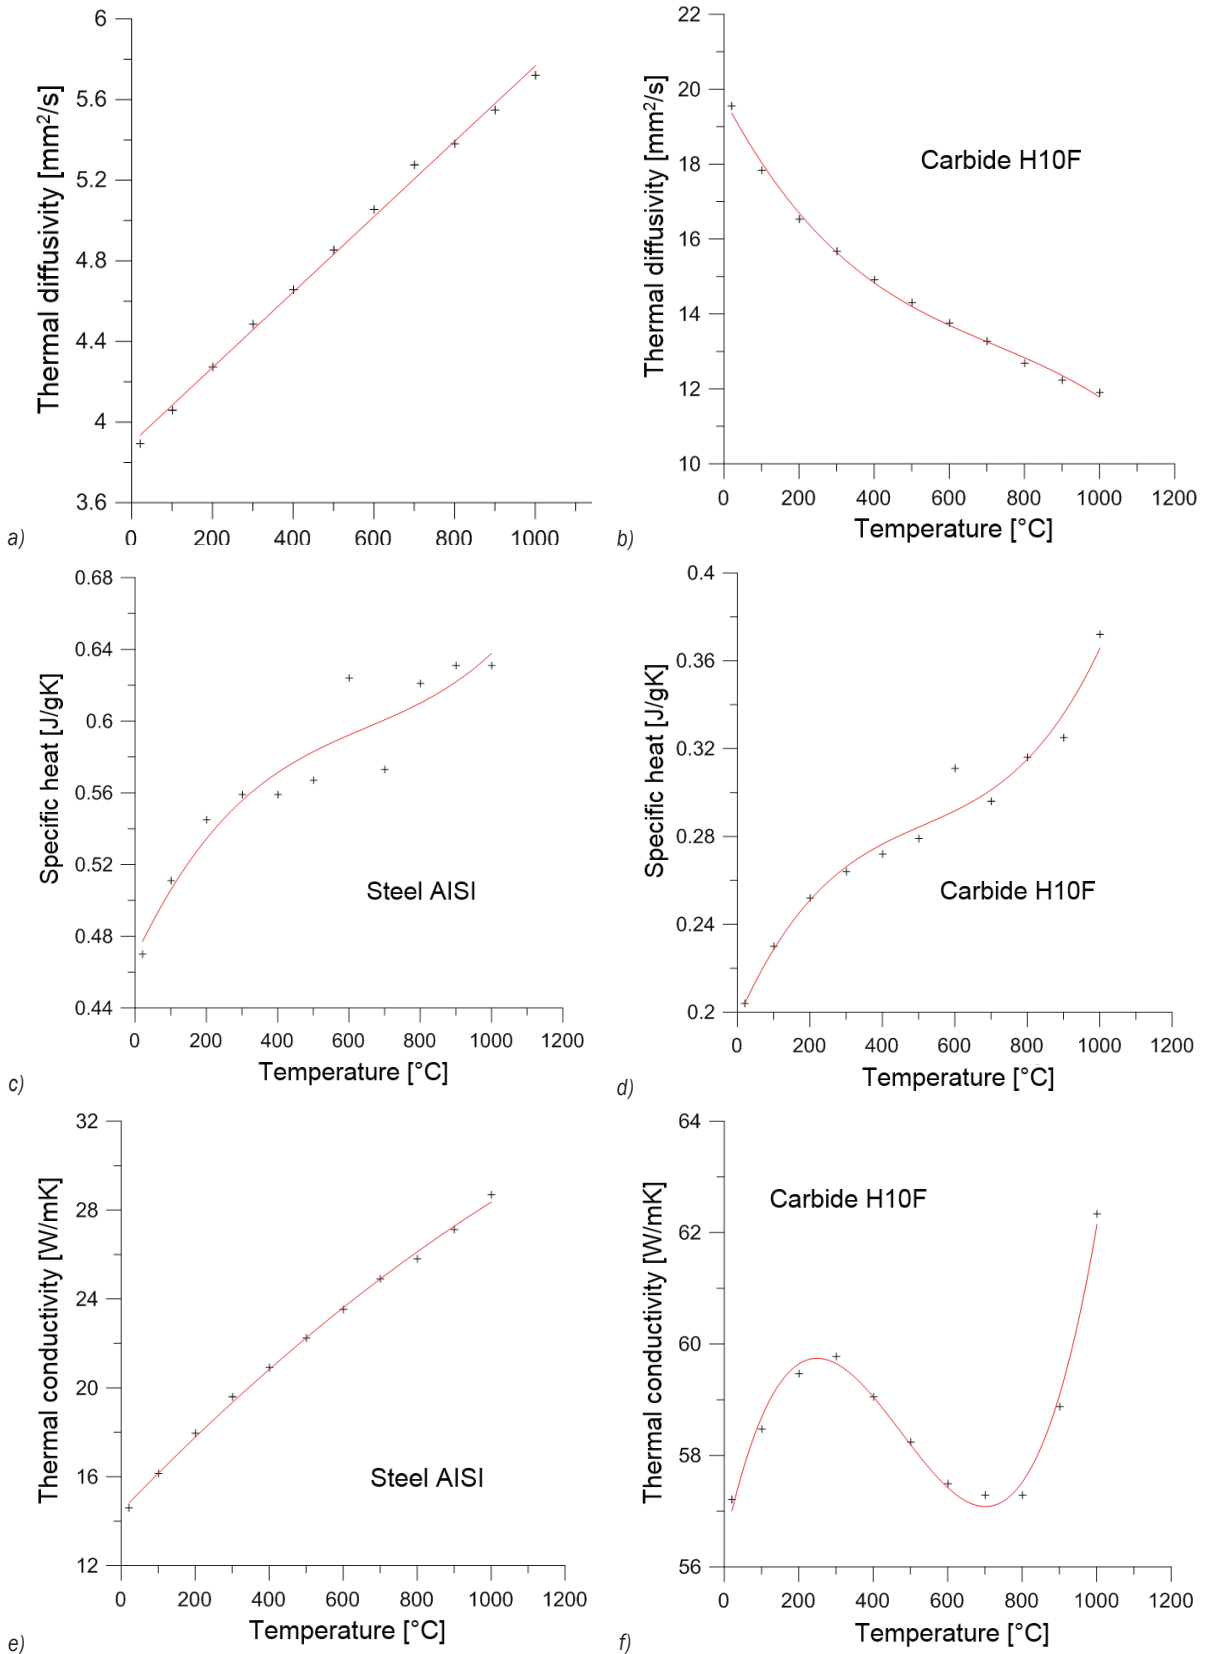 6
5.6
5.2
4.8
4.4
4
3.6
Thermal diffusivity [mm²/s]
0 200 400 600 800 1000
a)
22
20
18
16
14
12
10
Thermal diffusivity [mm²/s]
Carbide H10F
0 200 400 600 800 1000 1200
Temperature [°C]
b)
0.68
0.64
0.6
0.56
0.52
0.48
0.44
Specific heat [J/gK]
Steel AISI
0 200 400 600 800 1000 1200
Temperature [°C]
c)
0.4
0.36
0.32
0.28
0.24
0.2
Specific heat [J/gK]
Carbide H10F
0 200 400 600 800 1000 1200
Temperature [°C]
d)
32
28
24
20
16
12
Thermal conductivity [W/mK]
Steel AISI
0 200 400 600 800 1000 1200
Temperature [°C]
e)
64
62
60
58
56
Thermal conductivity [W/mK]
Carbide H10F
0 200 400 600 800 1000 1200
Temperature [°C]
f)